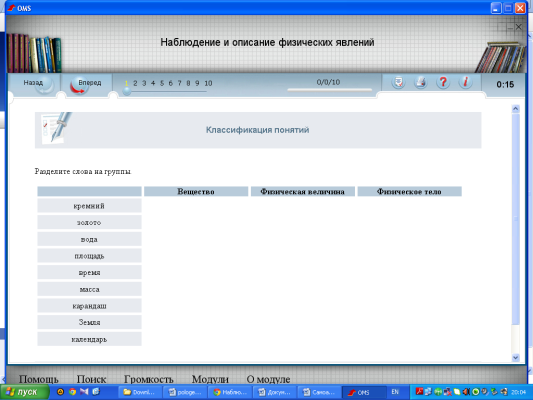 OMS
Наблюдение и описание физических явлений
Назад
Вперед
1 2 3 4 5 6 7 8 9 10
0/0/10
0:15
Классификация понятий
Разделите слова на группы
Вещество Физическая величина Физическое тело
кремний
золото
вода
площадь
время
масса
карандаш
Земля
календарь
Помощь Поиск Громкость Модули О модуле
пуск
Downl...
pologe...
Наблю...
Докум...
Самоа...
OMS
EN
20:04